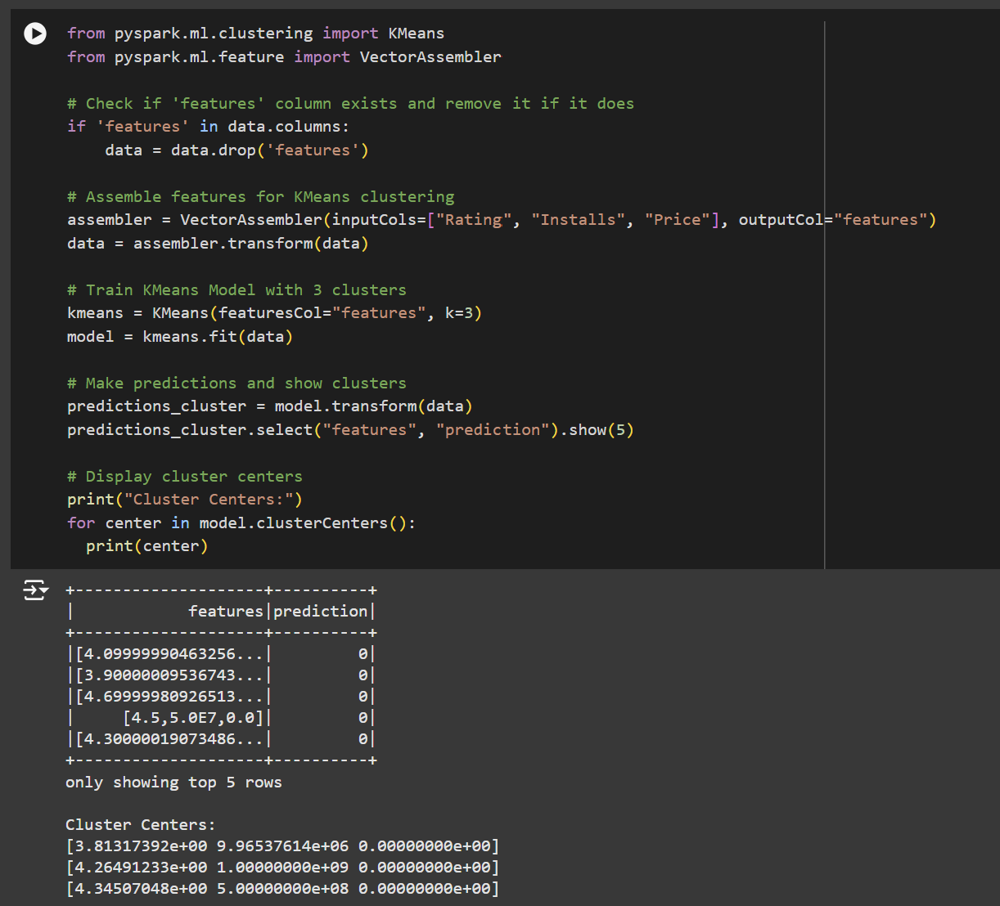 from pyspark.ml.clustering import KMeans
from pyspark.ml.feature import VectorAssembler
# Check if 'features' column exists and remove it if it does
if 'features' in data.columns:
    data = data.drop('features')
# Assemble features for KMeans clustering
assembler = VectorAssembler(inputCols=["Rating", "Installs", "Price"], outputCol="features")
data = assembler.transform(data)
# Train KMeans Model with 3 clusters
kmeans = KMeans(featuresCol="features", k=3)
model = kmeans.fit(data)
# Make predictions and show clusters
predictions_cluster = model.transform(data)
predictions_cluster.select("features", "prediction").show(5)
# Display cluster centers
print("Cluster Centers:")
for center in model.clusterCenters():
  print(center)
+--------------------+----------+
|            features|prediction|
+--------------------+----------+
|[4.09999990463256...|         0|
|[3.90000009536743...|         0|
|[4.69999980926513...|         0|
|     [4.5,5.0E7,0.0]|         0|
|[4.30000019073486...|         0|
+--------------------+----------+
only showing top 5 rows
Cluster Centers:
[3.81317392e+00 9.96537614e+06 0.00000000e+00]
[4.26491233e+00 1.00000000e+09 0.00000000e+00]
[4.34507048e+00 5.00000000e+08 0.00000000e+00]